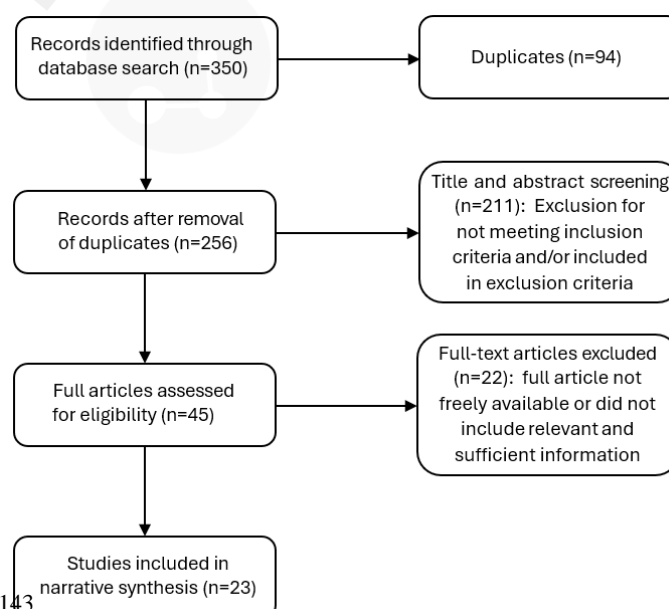 Records identified through
database search (n=350)
Duplicates (n=94)
Records after removal
of duplicates (n=256)
Title and abstract screening
(n=211): Exclusion for
not meeting inclusion
criteria and/or included
in exclusion criteria
Full articles assessed
for eligibility (n=45)
Full-text articles excluded
(n=22): full article not
freely available or did not
include relevant and
sufficient information
Studies included in
narrative synthesis (n=23)
143